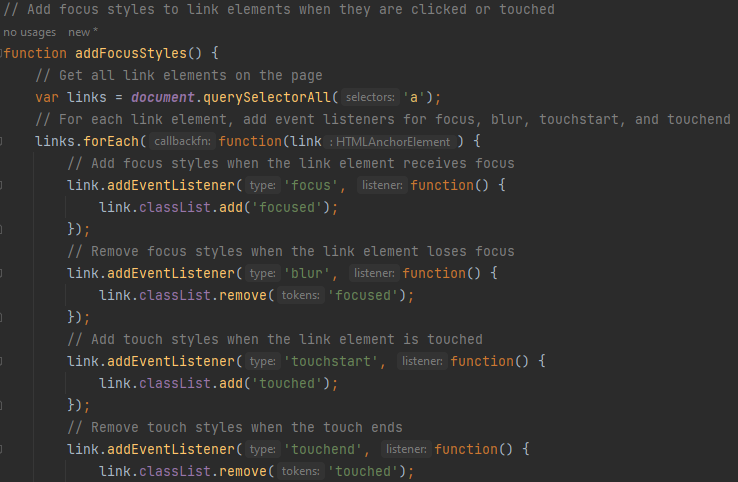 // Add focus styles to link elements when they are clicked or touched
no usages   new *
function addFocusStyles() {
    // Get all link elements on the page
    var links = document.querySelectorAll( selectors: 'a');
    // For each link element, add event listeners for focus, blur, touchstart, and touchend
    links.forEach( callbackfn: function(link : HTMLAnchorElement ) {
        // Add focus styles when the link element receives focus
        link.addEventListener( type: 'focus',  listener: function() {
            link.classList.add('focused');
        });
        // Remove focus styles when the link element loses focus
        link.addEventListener( type: 'blur',  listener: function() {
            link.classList.remove( tokens: 'focused');
        });
        // Add touch styles when the link element is touched
        link.addEventListener( type: 'touchstart',  listener: function() {
            link.classList.add('touched');
        });
        // Remove touch styles when the touch ends
        link.addEventListener( type: 'touchend',  listener: function() {
            link.classList.remove( tokens: 'touched');